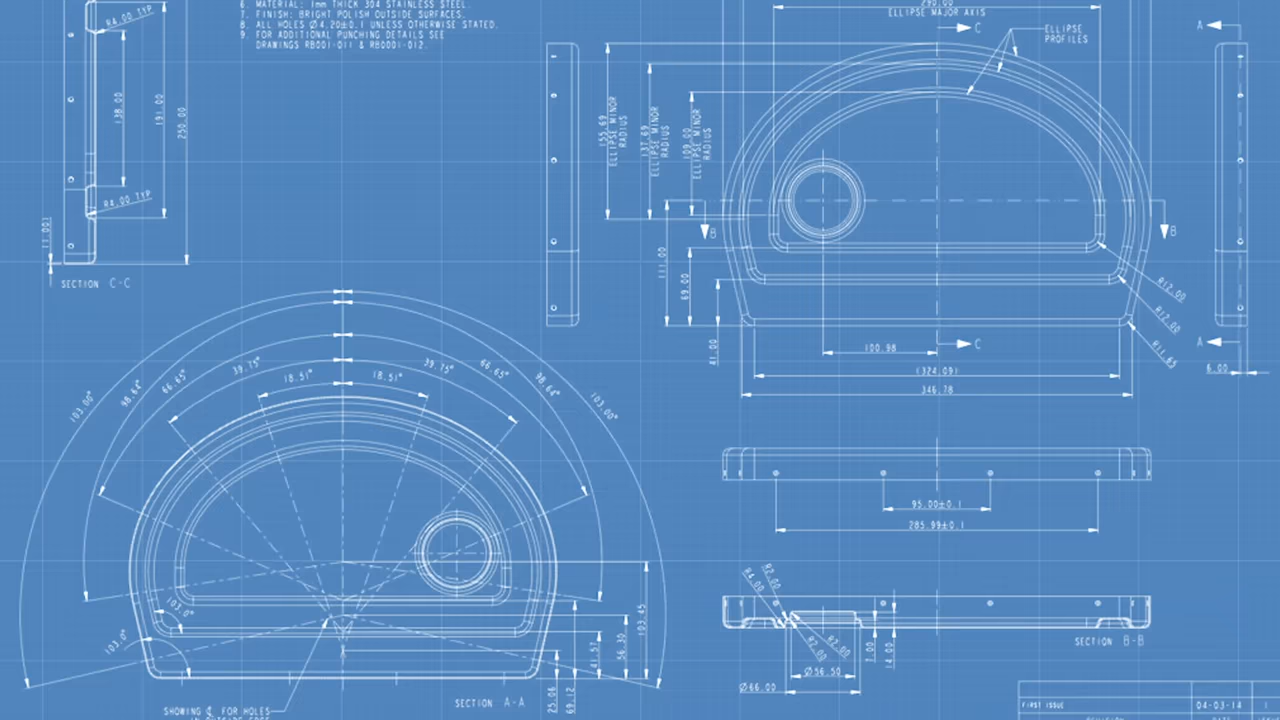 6. MATERIAL: 1mm THICK 304 STAINLESS STEEL.
7. FINISH: BRIGHT POLISH OUTSIDE SURFACES.
8. ALL HOLES Ø4.20±0.1 UNLESS OTHERWISE STATED.
9. FOR ADDITIONAL PUNCHING DETAILS SEE
DRAWINGS RB001-011 & RB0001-012.
R4.00 TYP
138.00
191.00
250.00
R4.00 TYP
11.00
SECTION C-C
290.00
ELLIPSE MAJOR AXIS
C
ELLIPSE
PROFILES
A
155.69
ELLIPSE MINOR
RADIUS
137.69
ELLIPSE MINOR
RADIUS
109.00
ELLIPSE MINOR
RADIUS
B
B
111.00
69.00
41.00
R12.00
R12.00
R11.65
100.98
C
(324.09)
346.78
A
6.00
103.00°
98.64°
66.65°
39.75°
18.51°
18.51°
39.75°
66.65°
98.64°
103.00°
103.0°
103.0°
41.57
56.30
103.45
25.06
69.12
SHOWING ℄ FOR HOLES
IN OUTSIDE EDGE
SECTION A-A
95.00±0.1
285.99±0.1
R4.00
R2.00
R2.00
R2.00
7.00
14.00
Ø56.50
Ø66.00
SECTION B-B
FIRST ISSUE
04-03-14
1